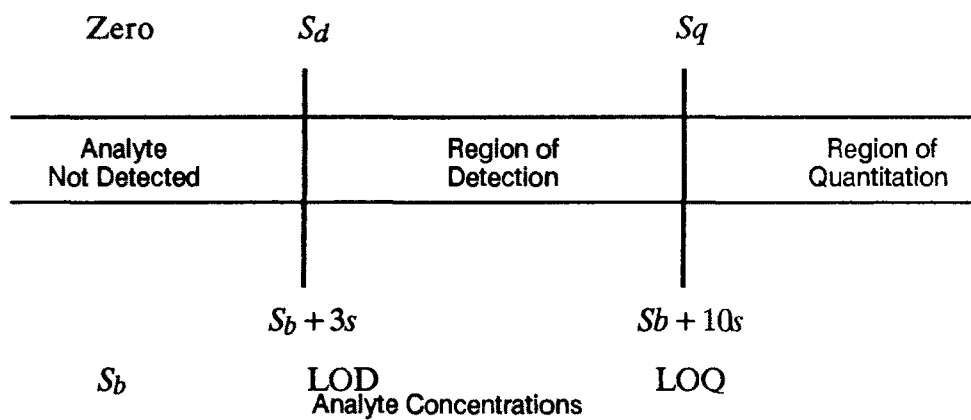 Zero Sd Sq
Analyte Not Detected
Region of Detection
Region of Quantitation
Sb + 3s Sb + 10s
Sb LOD LOQ
Analyte Concentrations